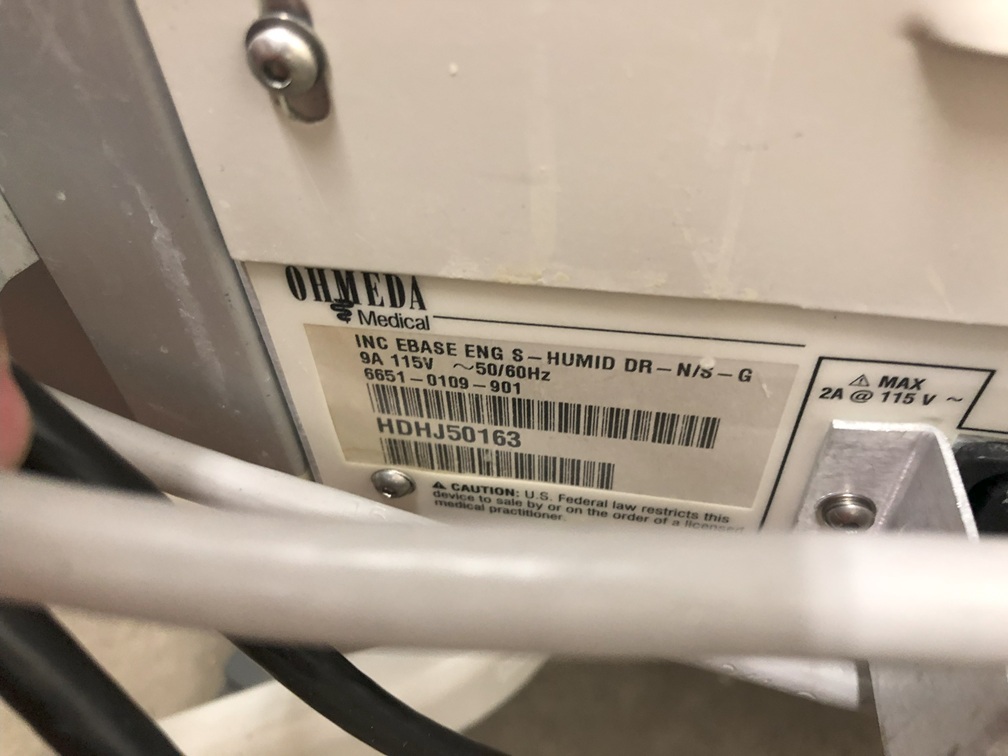 OHMEDA
Medical
INC EBASE ENG S-HUMID DR-N/S-G
9A 115V ~50/60Hz
6651-0109-901
HDHJ50163
⚠ CAUTION: U.S. Federal law restricts this
device to sale by or on the order of a licensed
medical practitioner.
⚠ MAX
2A @ 115 V ~